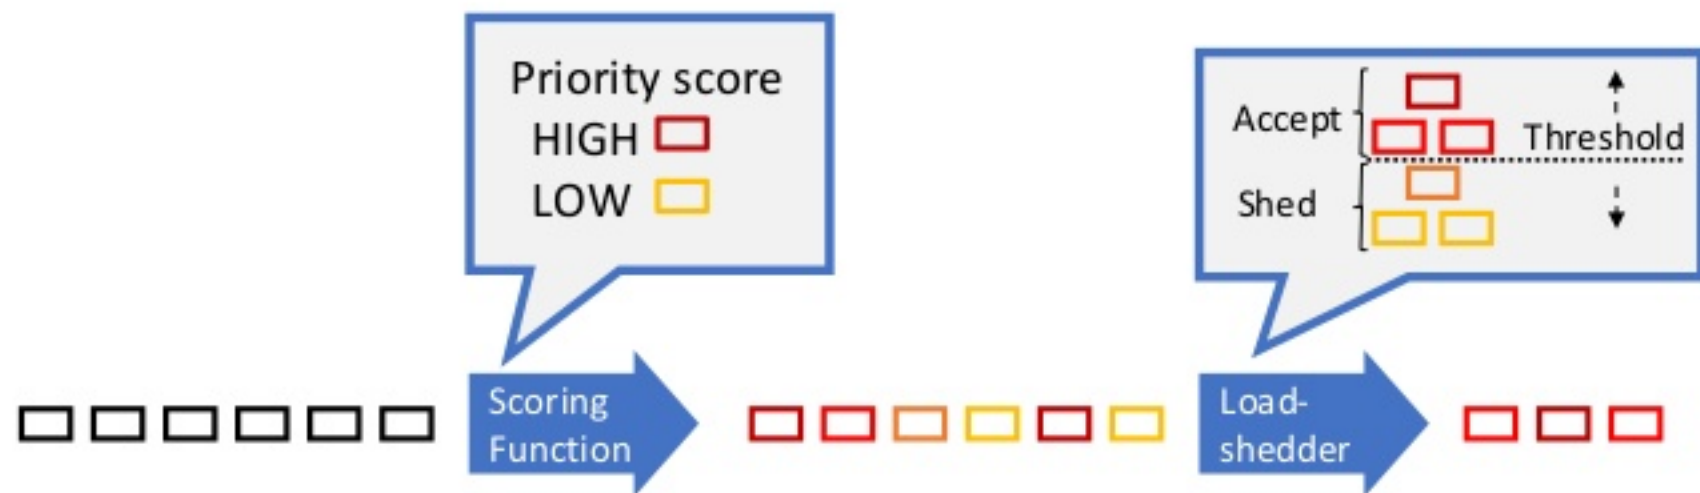 Priority score
HIGH
LOW
Accept
Threshold
Shed
Scoring
Function
Load-
shedder